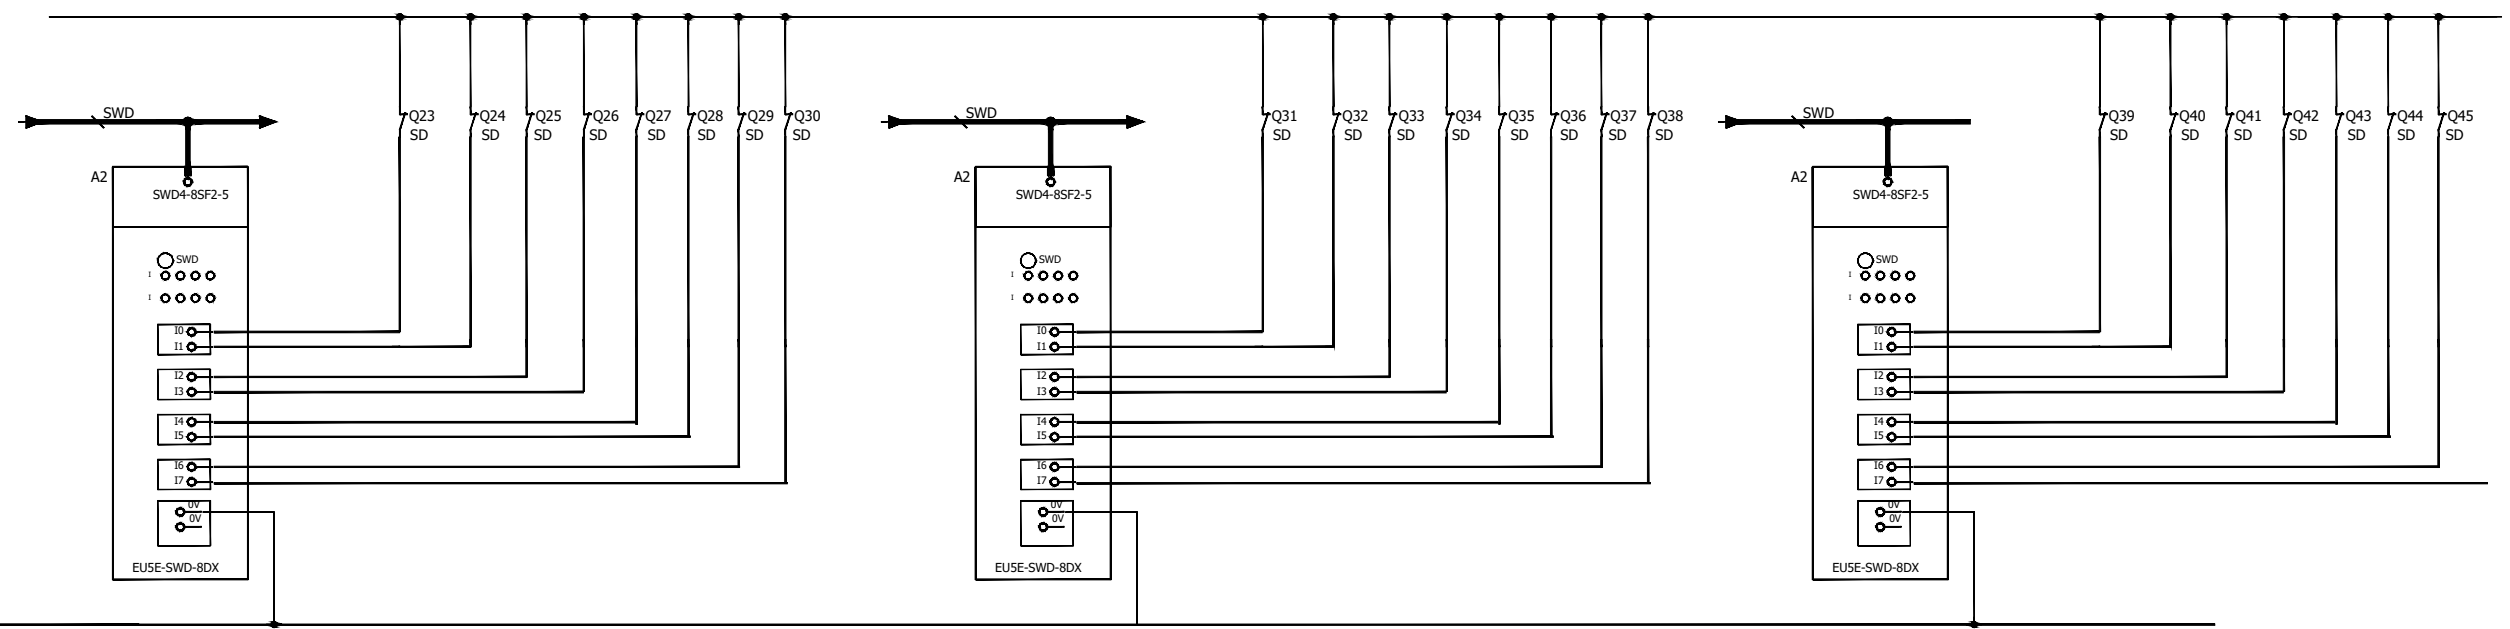 SWD
Q23 Q24 Q25 Q26 Q27 Q28 Q29 Q30
SD SD SD SD SD SD SD SD
A2
SWD4-8SF2-5
SWD
I
I
I0
I1
I2
I3
I4
I5
I6
I7
0V
0V
EU5E-SWD-8DX
SWD
Q31 Q32 Q33 Q34 Q35 Q36 Q37 Q38
SD SD SD SD SD SD SD SD
A2
SWD4-8SF2-5
SWD
I
I
I0
I1
I2
I3
I4
I5
I6
I7
0V
0V
EU5E-SWD-8DX
SWD
Q39 Q40 Q41 Q42 Q43 Q44 Q45
SD SD SD SD SD SD SD
A2
SWD4-8SF2-5
SWD
I
I
I0
I1
I2
I3
I4
I5
I6
I7
0V
0V
EU5E-SWD-8DX